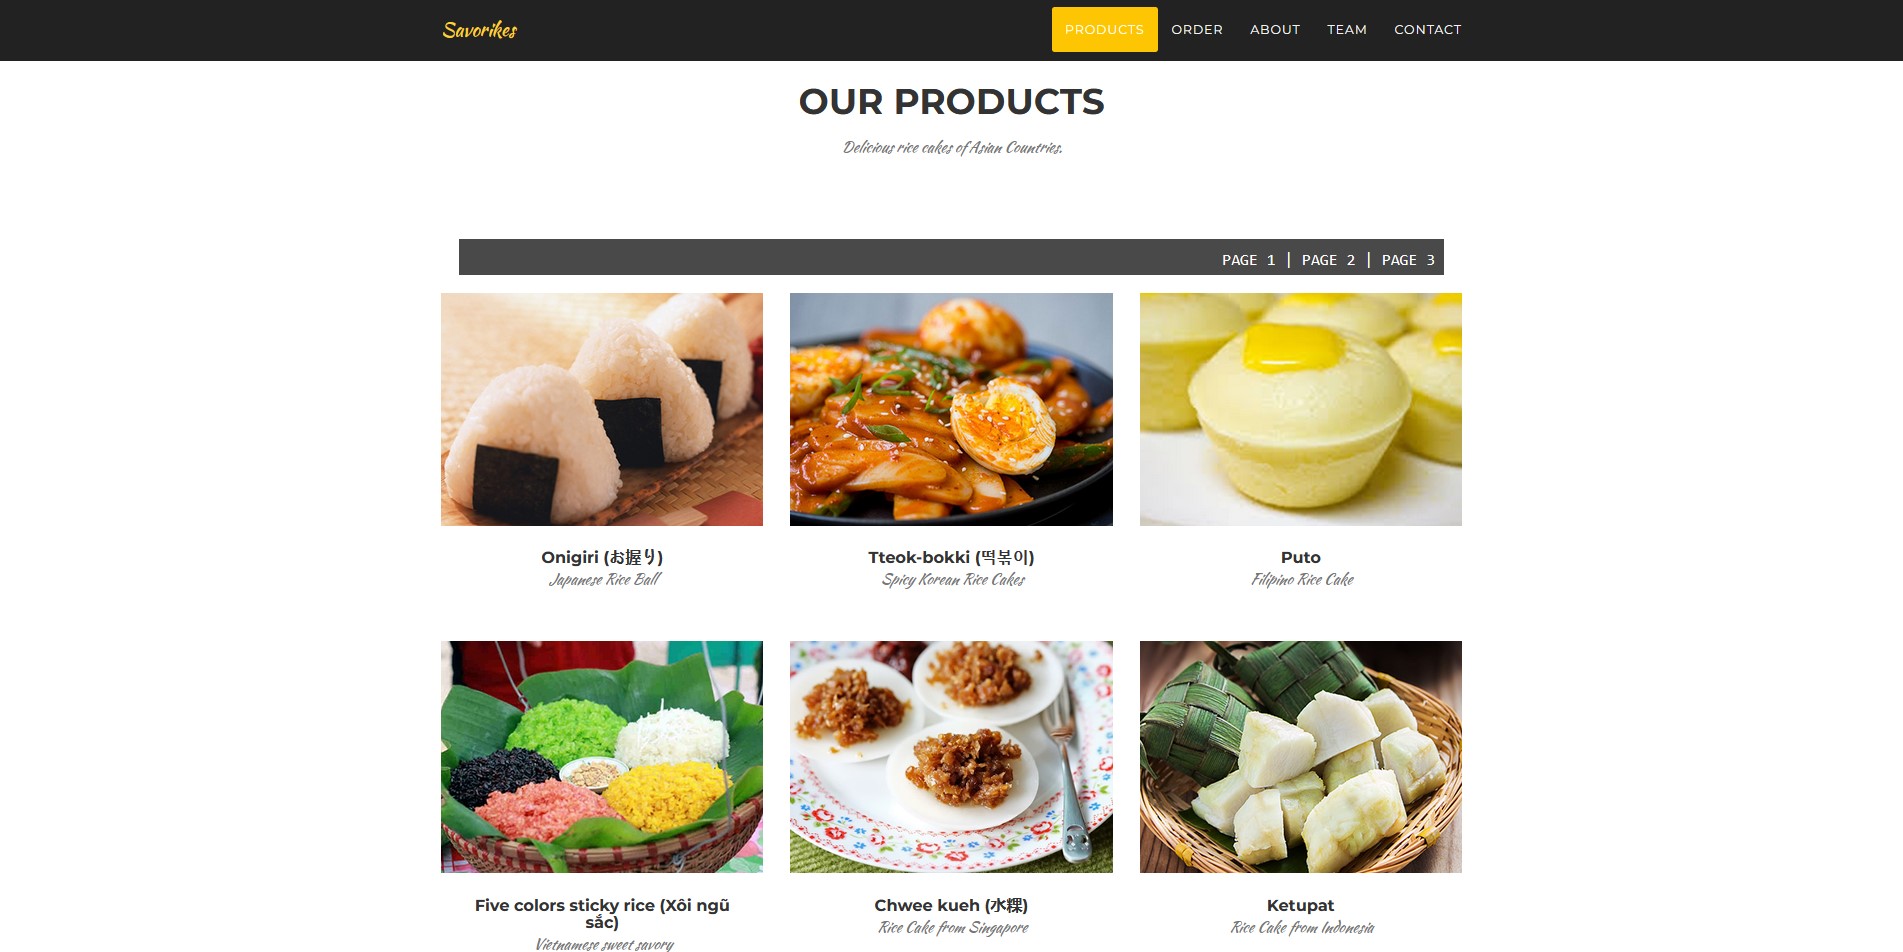 Savorikes
PRODUCTS ORDER ABOUT TEAM CONTACT
OUR PRODUCTS
Delicious rice cakes of Asian Countries.
PAGE 1 | PAGE 2 | PAGE 3
Onigiri (お握り)
Japanese Rice Ball
Tteok-bokki (떡볶이)
Spicy Korean Rice Cakes
Puto
Filipino Rice Cake
Five colors sticky rice (Xôi ngũ
sắc)
Vietnamese sweet savory
Chwee kueh (水粿)
Rice Cake from Singapore
Ketupat
Rice Cake from Indonesia